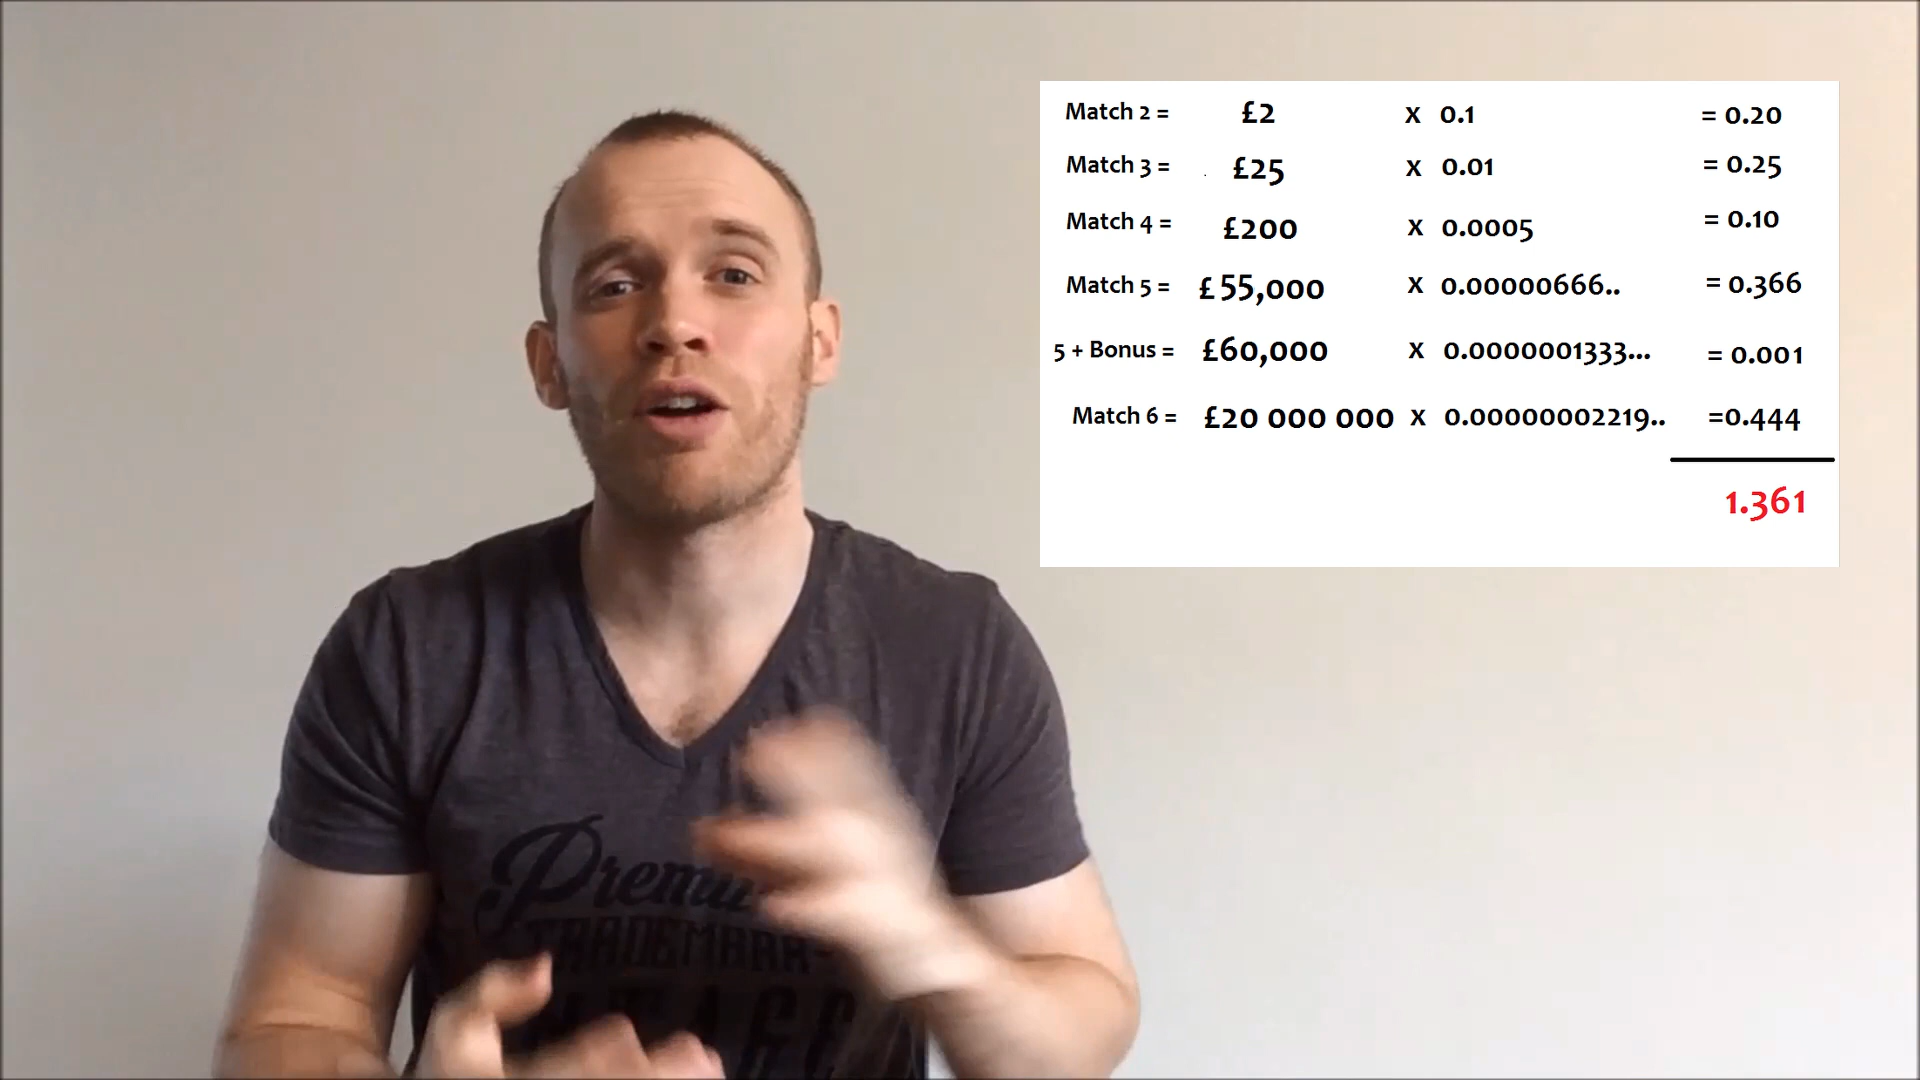 Match 2 = £2 x 0.1 = 0.20
Match 3 = £25 x 0.01 = 0.25
Match 4 = £200 x 0.0005 = 0.10
Match 5 = £55,000 x 0.00000666.. = 0.366
5 + Bonus = £60,000 x 0.0000001333... = 0.001
Match 6 = £20 000 000 x 0.00000002219.. =0.444
1.361